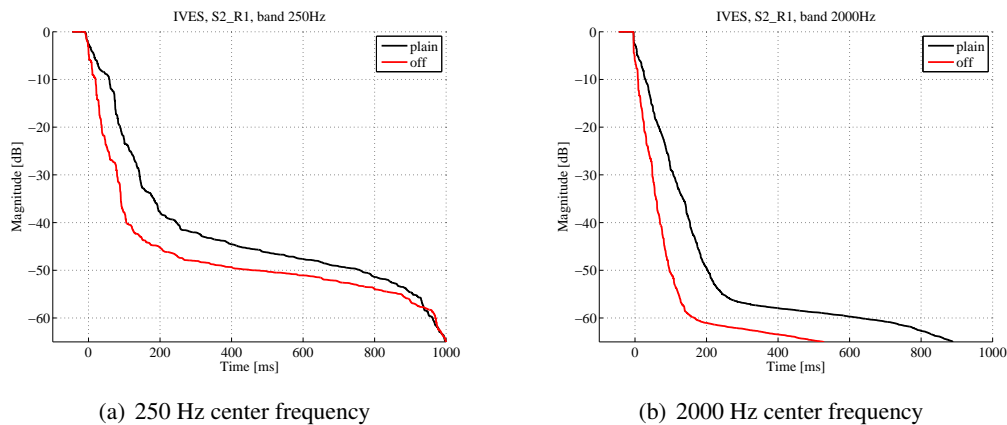 IVES, S2_R1, band 250Hz
plain
off
0
−10
−20
−30
−40
−50
−60
Magnitude [dB]
0
200
400
600
800
1000
Time [ms]
(a) 250 Hz center frequency
IVES, S2_R1, band 2000Hz
plain
off
0
−10
−20
−30
−40
−50
−60
Magnitude [dB]
0
200
400
600
800
1000
Time [ms]
(b) 2000 Hz center frequency